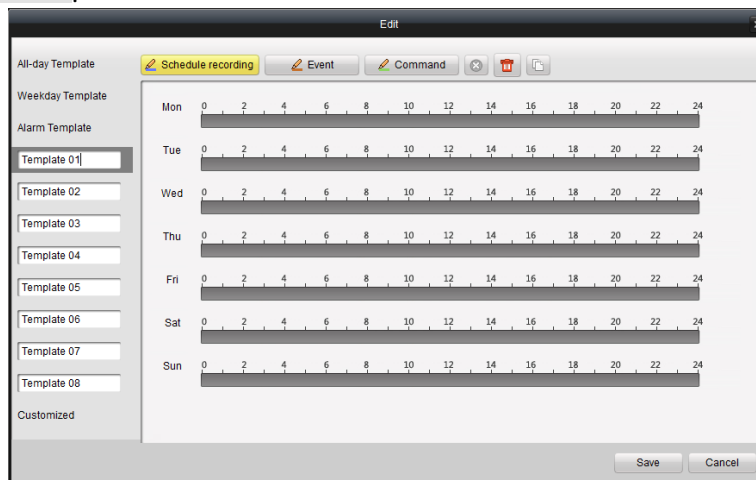 Edit
All-day Template
Weekday Template
Alarm Template
Template 01
Template 02
Template 03
Template 04
Template 05
Template 06
Template 07
Template 08
Customized
Schedule recording Event Command
Mon 0 2 4 6 8 10 12 14 16 18 20 22 24
Tue 0 2 4 6 8 10 12 14 16 18 20 22 24
Wed 0 2 4 6 8 10 12 14 16 18 20 22 24
Thu 0 2 4 6 8 10 12 14 16 18 20 22 24
Fri 0 2 4 6 8 10 12 14 16 18 20 22 24
Sat 0 2 4 6 8 10 12 14 16 18 20 22 24
Sun 0 2 4 6 8 10 12 14 16 18 20 22 24
Save Cancel